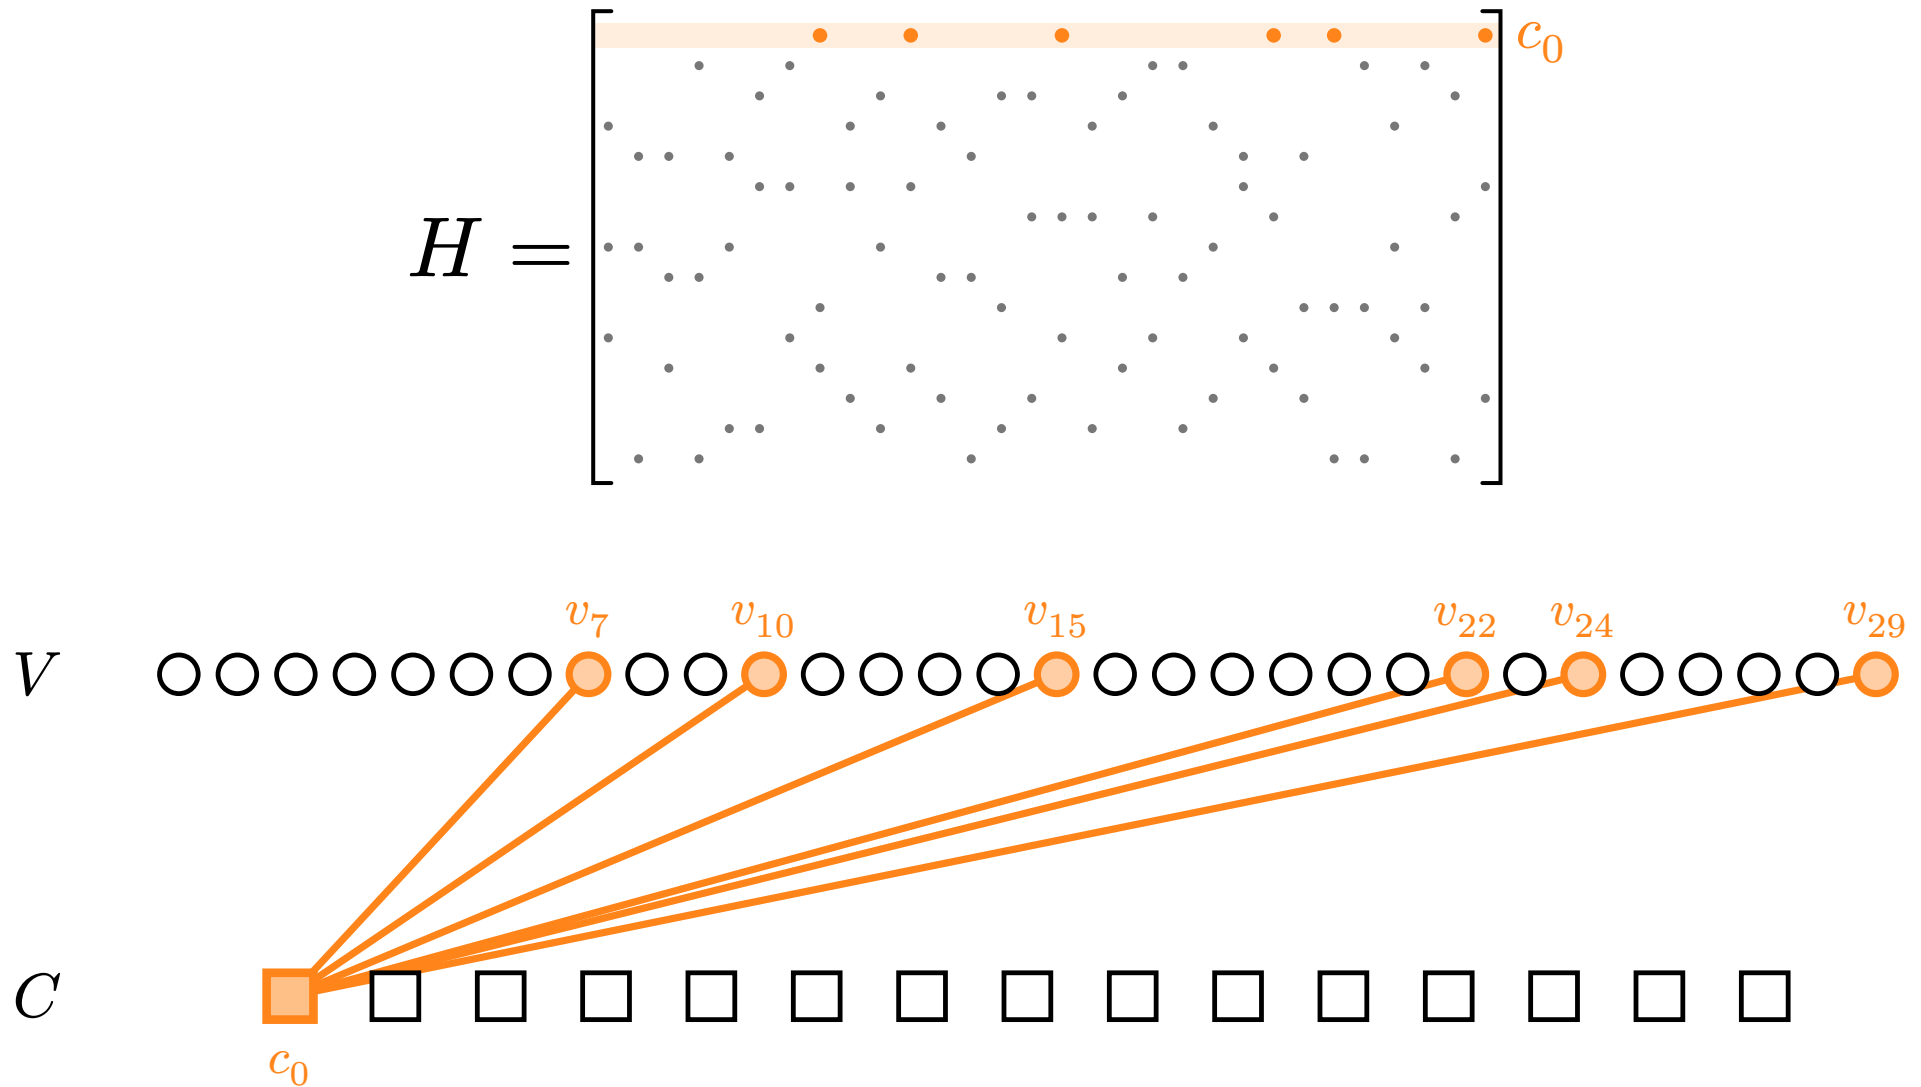 c₀
H =
v₇ v₁₀ v₁₅ v₂₂ v₂₄ v₂₉
V
C
c₀